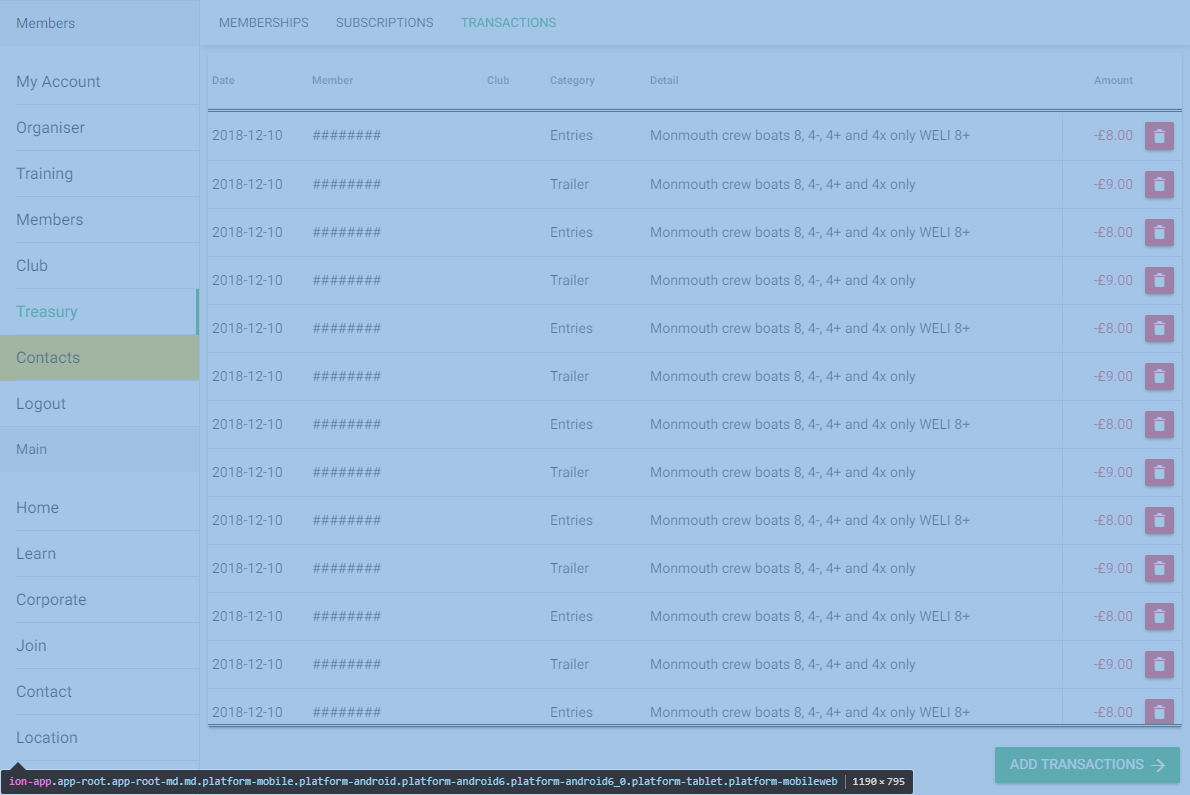 Members
MEMBERSHIPS SUBSCRIPTIONS TRANSACTIONS
My Account
Organiser
Training
Members
Club
Treasury
Contacts
Logout
Main
Home
Learn
Corporate
Join
Contact
Location
Date Member Club Category Detail Amount
2018-12-10 ######## Entries Monmouth crew boats 8, 4-, 4+ and 4x only WELI 8+ -£8.00
2018-12-10 ######## Trailer Monmouth crew boats 8, 4-, 4+ and 4x only -£9.00
2018-12-10 ######## Entries Monmouth crew boats 8, 4-, 4+ and 4x only WELI 8+ -£8.00
2018-12-10 ######## Trailer Monmouth crew boats 8, 4-, 4+ and 4x only -£9.00
2018-12-10 ######## Entries Monmouth crew boats 8, 4-, 4+ and 4x only WELI 8+ -£8.00
2018-12-10 ######## Trailer Monmouth crew boats 8, 4-, 4+ and 4x only -£9.00
2018-12-10 ######## Entries Monmouth crew boats 8, 4-, 4+ and 4x only WELI 8+ -£8.00
2018-12-10 ######## Trailer Monmouth crew boats 8, 4-, 4+ and 4x only -£9.00
2018-12-10 ######## Entries Monmouth crew boats 8, 4-, 4+ and 4x only WELI 8+ -£8.00
2018-12-10 ######## Trailer Monmouth crew boats 8, 4-, 4+ and 4x only -£9.00
2018-12-10 ######## Entries Monmouth crew boats 8, 4-, 4+ and 4x only WELI 8+ -£8.00
2018-12-10 ######## Trailer Monmouth crew boats 8, 4-, 4+ and 4x only -£9.00
2018-12-10 ######## Entries Monmouth crew boats 8, 4-, 4+ and 4x only WELI 8+ -£8.00
ADD TRANSACTIONS
ion-app.app-root.app-root-md.md.platform-mobile.platform-android.platform-android6.platform-android6_0.platform-tablet.platform-mobileweb 1190×795